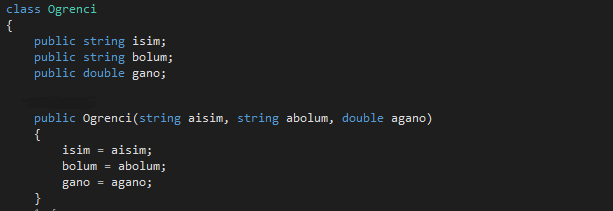 class Ogrenci
{
public string isim;
public string bolum;
public double gano;
public Ogrenci(string aisim, string abolum, double agano)
{
isim = aisim;
bolum = abolum;
gano = agano;
}